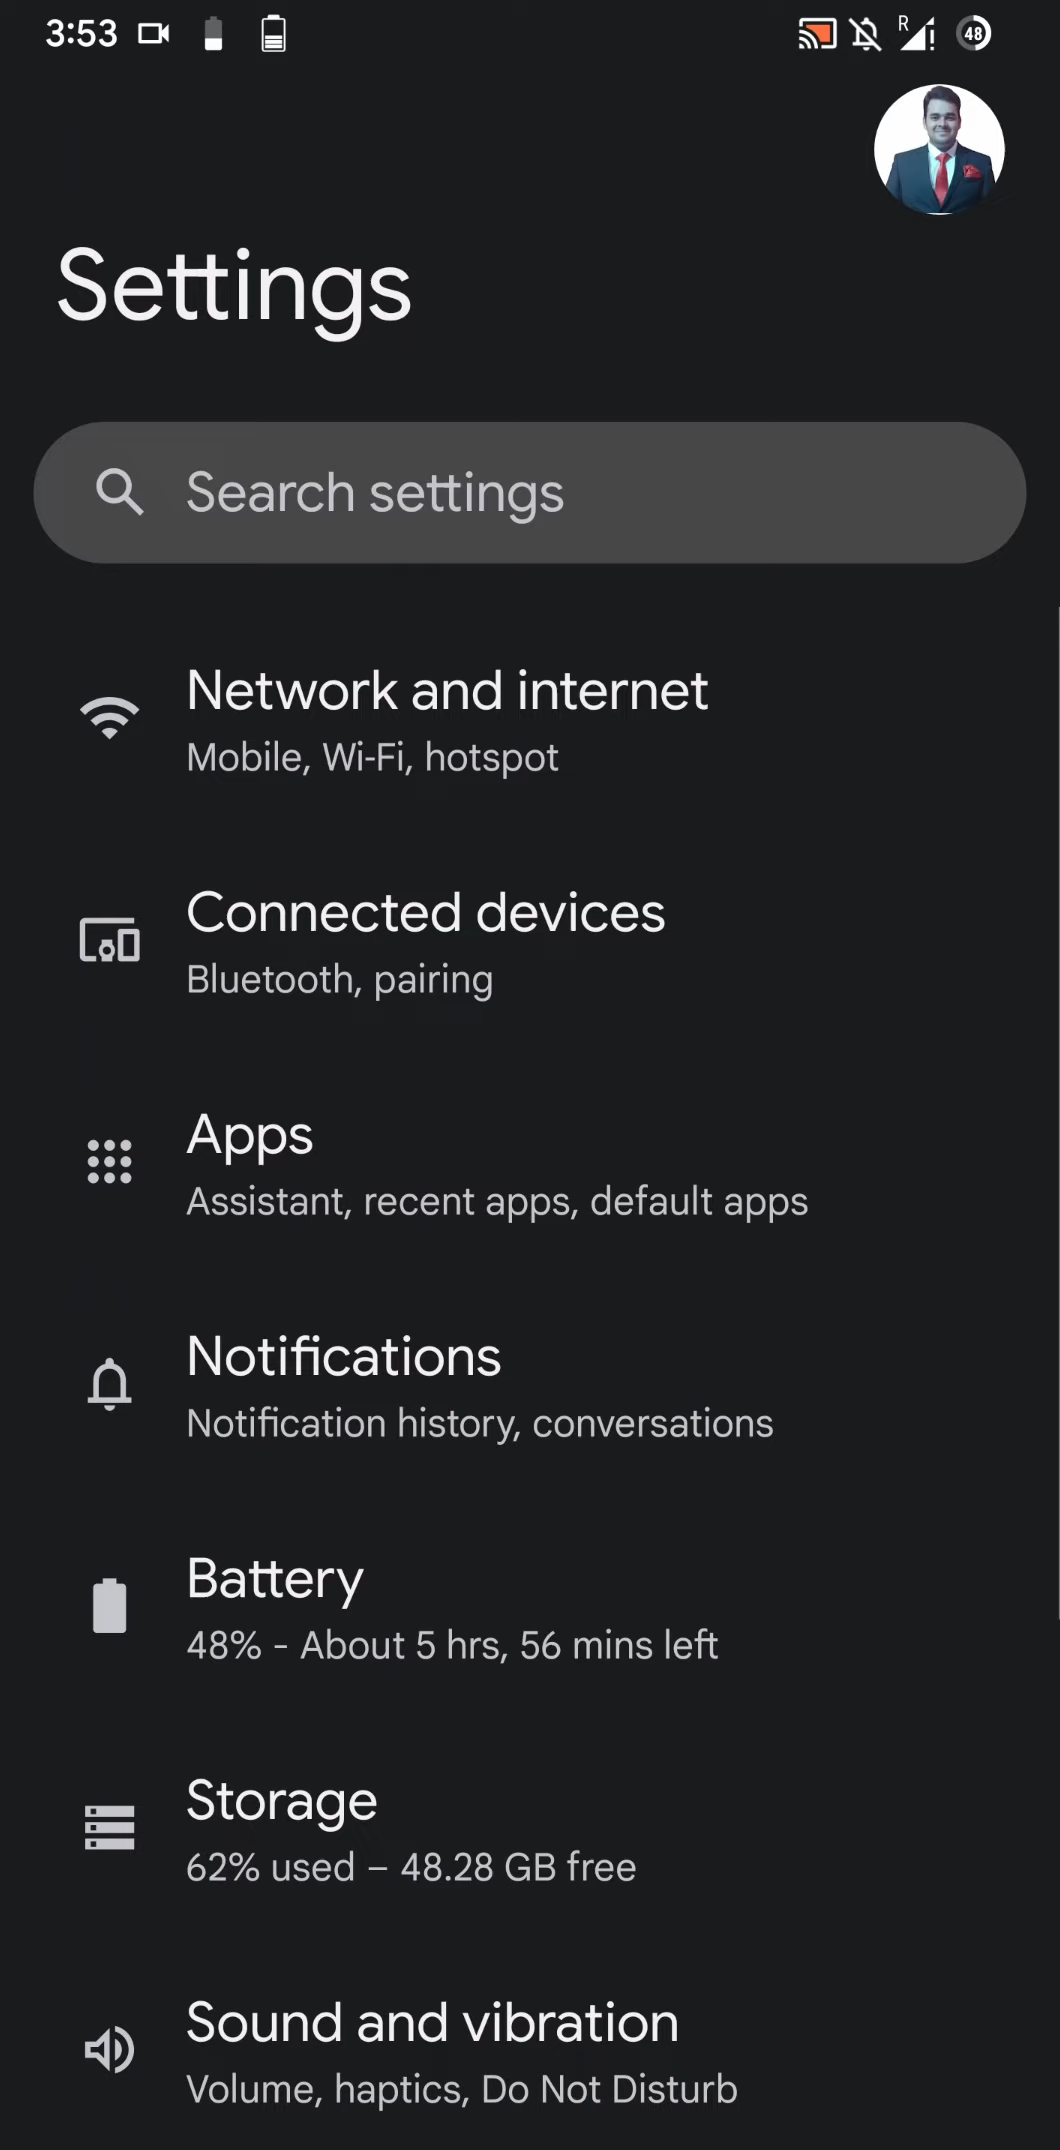 3:53
R
48
Settings
Search settings
Network and internet
Mobile, Wi-Fi, hotspot
Connected devices
Bluetooth, pairing
Apps
Assistant, recent apps, default apps
Notifications
Notification history, conversations
Battery
48% - About 5 hrs, 56 mins left
Storage
62% used – 48.28 GB free
Sound and vibration
Volume, haptics, Do Not Disturb